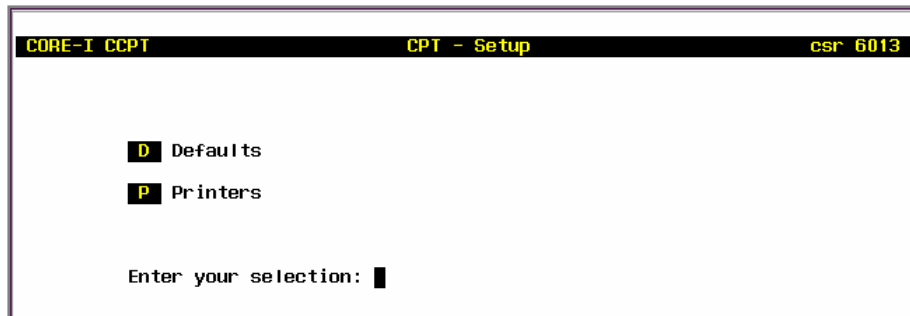 CORE-I CCPT CPT - Setup csr 6013
D Defaults
P Printers
Enter your selection: